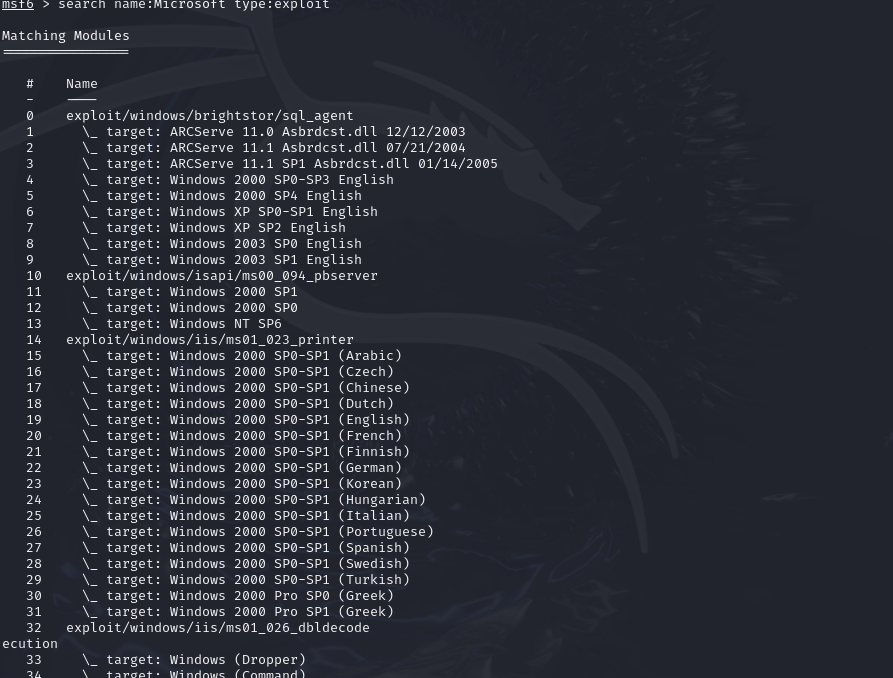 msf6 > search name:Microsoft type:exploit
Matching Modules
================
# Name
- ----
0 exploit/windows/brightstor/sql_agent
1 \_ target: ARCServe 11.0 Asbrdcst.dll 12/12/2003
2 \_ target: ARCServe 11.1 Asbrdcst.dll 07/21/2004
3 \_ target: ARCServe 11.1 SP1 Asbrdcst.dll 01/14/2005
4 \_ target: Windows 2000 SP0-SP3 English
5 \_ target: Windows 2000 SP4 English
6 \_ target: Windows XP SP0-SP1 English
7 \_ target: Windows XP SP2 English
8 \_ target: Windows 2003 SP0 English
9 \_ target: Windows 2003 SP1 English
10 exploit/windows/isapi/ms00_094_pbserver
11 \_ target: Windows 2000 SP1
12 \_ target: Windows 2000 SP0
13 \_ target: Windows NT SP6
14 exploit/windows/iis/ms01_023_printer
15 \_ target: Windows 2000 SP0-SP1 (Arabic)
16 \_ target: Windows 2000 SP0-SP1 (Czech)
17 \_ target: Windows 2000 SP0-SP1 (Chinese)
18 \_ target: Windows 2000 SP0-SP1 (Dutch)
19 \_ target: Windows 2000 SP0-SP1 (English)
20 \_ target: Windows 2000 SP0-SP1 (French)
21 \_ target: Windows 2000 SP0-SP1 (Finnish)
22 \_ target: Windows 2000 SP0-SP1 (German)
23 \_ target: Windows 2000 SP0-SP1 (Korean)
24 \_ target: Windows 2000 SP0-SP1 (Hungarian)
25 \_ target: Windows 2000 SP0-SP1 (Italian)
26 \_ target: Windows 2000 SP0-SP1 (Portuguese)
27 \_ target: Windows 2000 SP0-SP1 (Spanish)
28 \_ target: Windows 2000 SP0-SP1 (Swedish)
29 \_ target: Windows 2000 SP0-SP1 (Turkish)
30 \_ target: Windows 2000 Pro SP0 (Greek)
31 \_ target: Windows 2000 Pro SP1 (Greek)
32 exploit/windows/iis/ms01_026_dbldecode
ecution
33 \_ target: Windows (Dropper)
34 \_ target: Windows (Command)